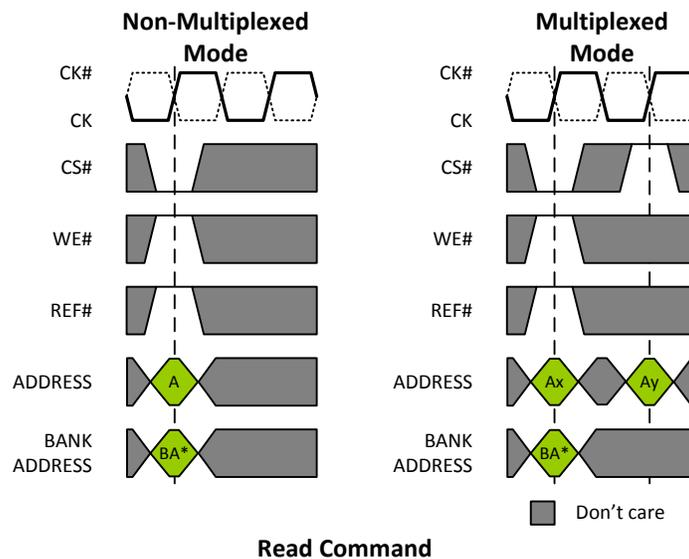 Non-Multiplexed
Mode
CK#
CK
CS#
WE#
REF#
ADDRESS
A
BANK
ADDRESS
BA*
Multiplexed
Mode
CK#
CK
CS#
WE#
REF#
ADDRESS
Ax
Ay
BANK
ADDRESS
BA*
Don't care
Read Command